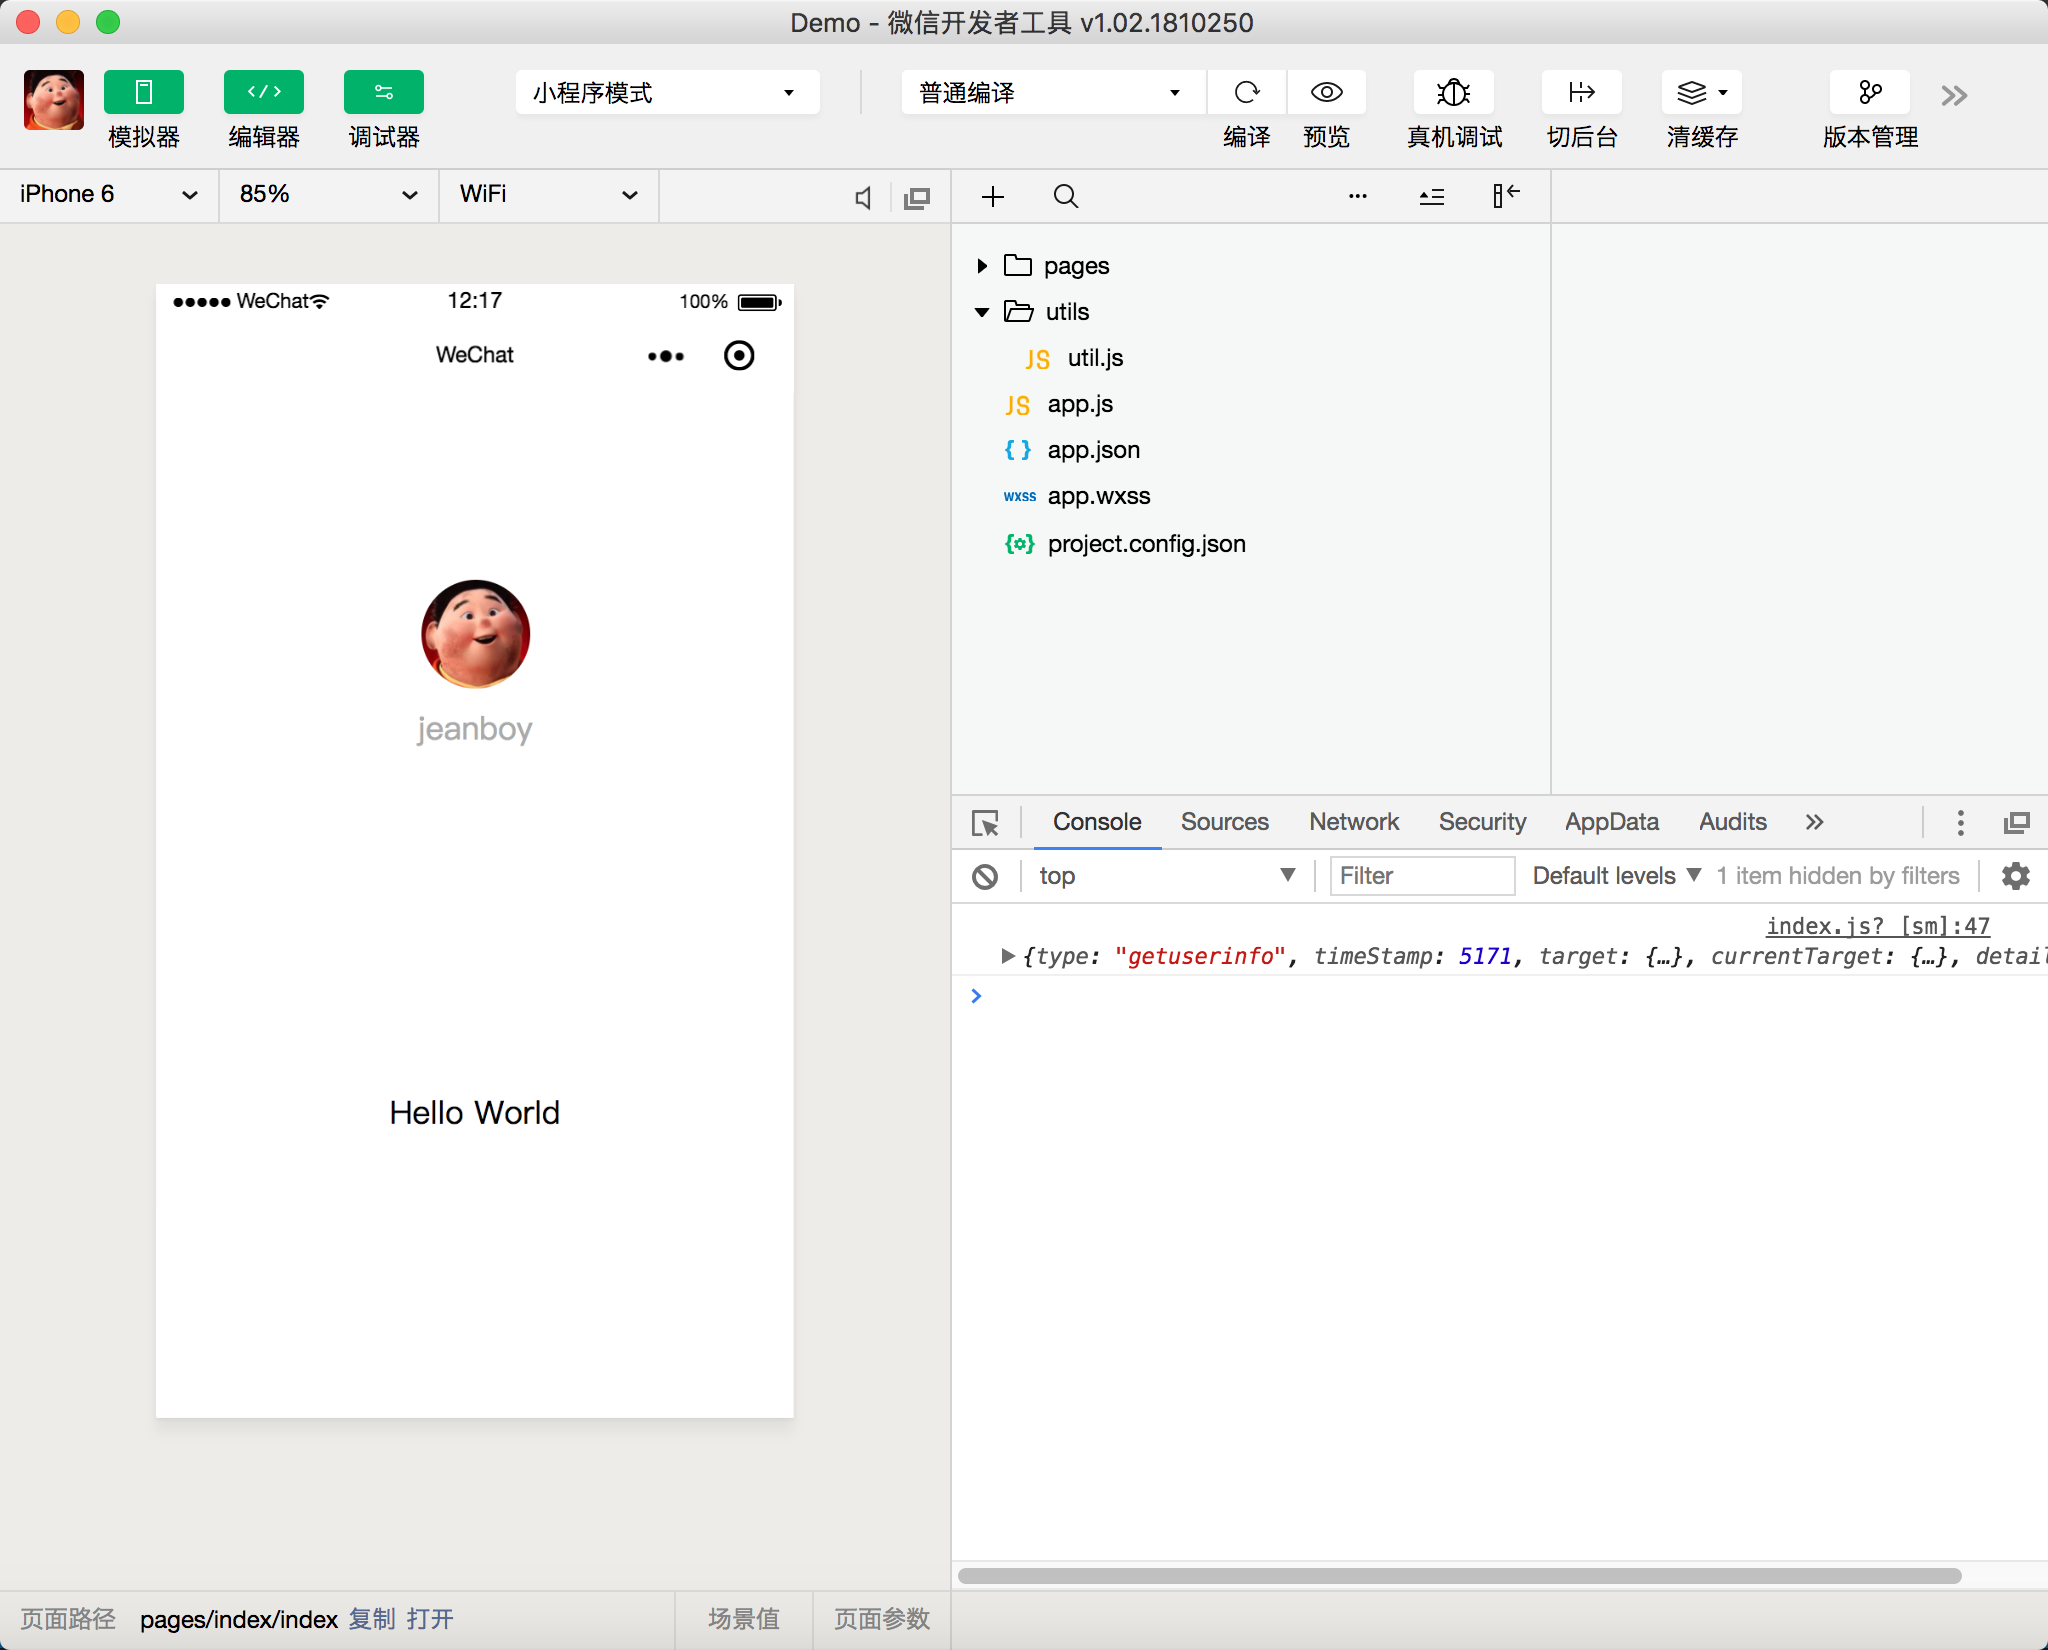 Demo - 微信开发者工具 v1.02.1810250
模拟器
编辑器
调试器
小程序模式
普通编译
编译
预览
真机调试
切后台
清缓存
版本管理
iPhone 6
85%
WiFi
WeChat
12:17
100%
WeChat
jeanboy
Hello World
pages
utils
JS util.js
JS app.js
{ } app.json
wxss app.wxss
project.config.json
Console Sources Network Security AppData Audits
top
Filter
Default levels
1 item hidden by filters
index.js? [sm]:47
{type: "getuserinfo", timeStamp: 5171, target: {…}, currentTarget: {…}, detail
页面路径 pages/index/index 复制 打开
场景值
页面参数